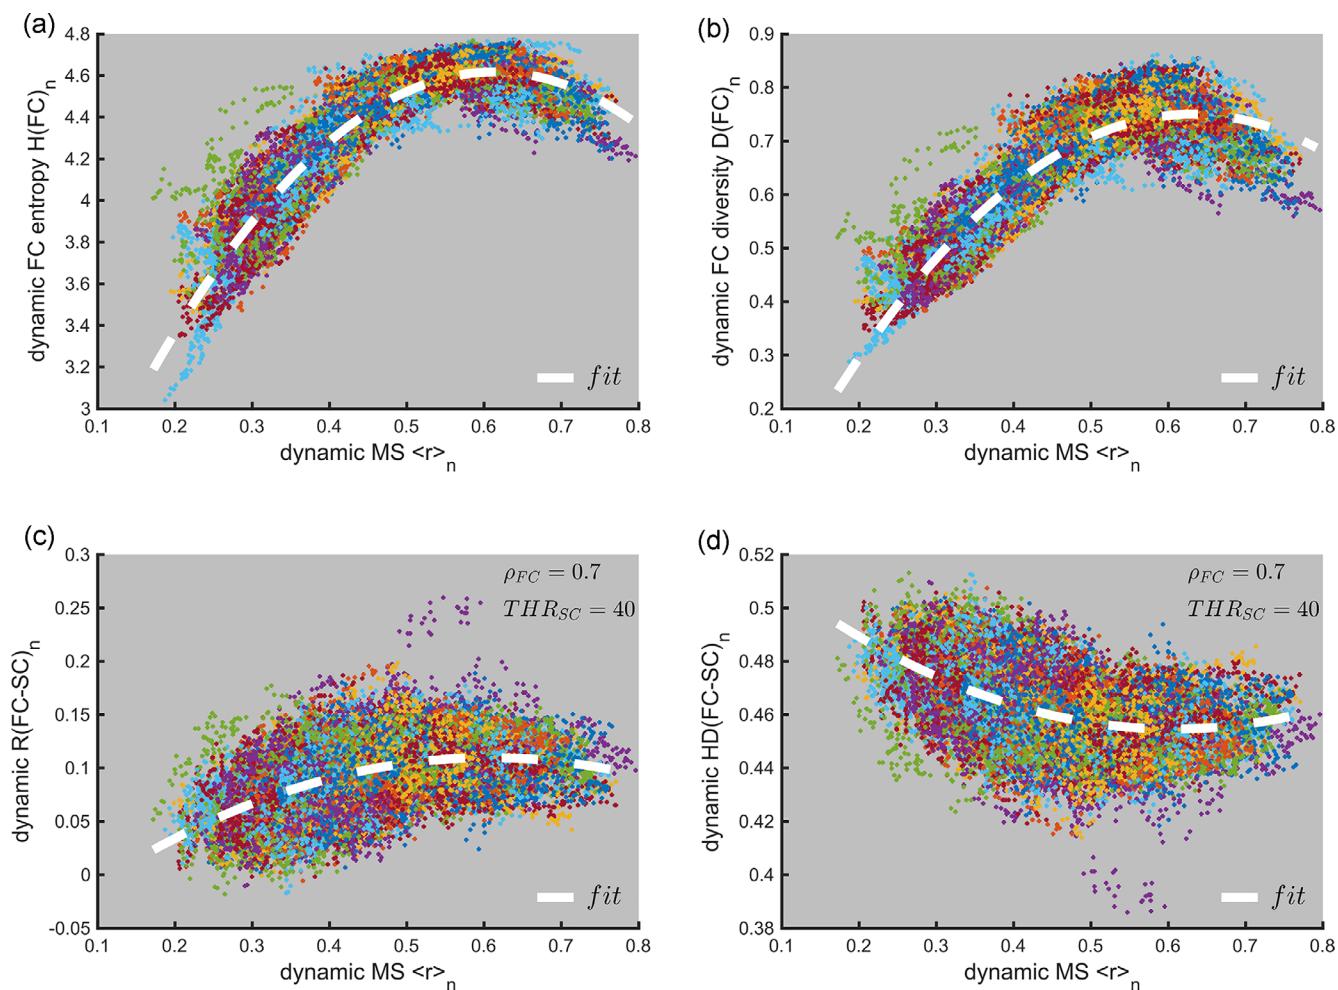 (a)
dynamic FC entropy H(FC)n
4.8
4.6
4.4
4.2
4
3.8
3.6
3.4
3.2
3
0.1 0.2 0.3 0.4 0.5 0.6 0.7 0.8
dynamic MS <r>n
fit
(b)
dynamic FC diversity D(FC)n
0.9
0.8
0.7
0.6
0.5
0.4
0.3
0.2
0.1 0.2 0.3 0.4 0.5 0.6 0.7 0.8
dynamic MS <r>n
fit
(c)
dynamic R(FC-SC)n
0.3
0.25
0.2
0.15
0.1
0.05
0
-0.05
0.1 0.2 0.3 0.4 0.5 0.6 0.7 0.8
dynamic MS <r>n
ρFC = 0.7
THRSC = 40
fit
(d)
dynamic HD(FC-SC)n
0.52
0.5
0.48
0.46
0.44
0.42
0.4
0.38
0.1 0.2 0.3 0.4 0.5 0.6 0.7 0.8
dynamic MS <r>n
ρFC = 0.7
THRSC = 40
fit